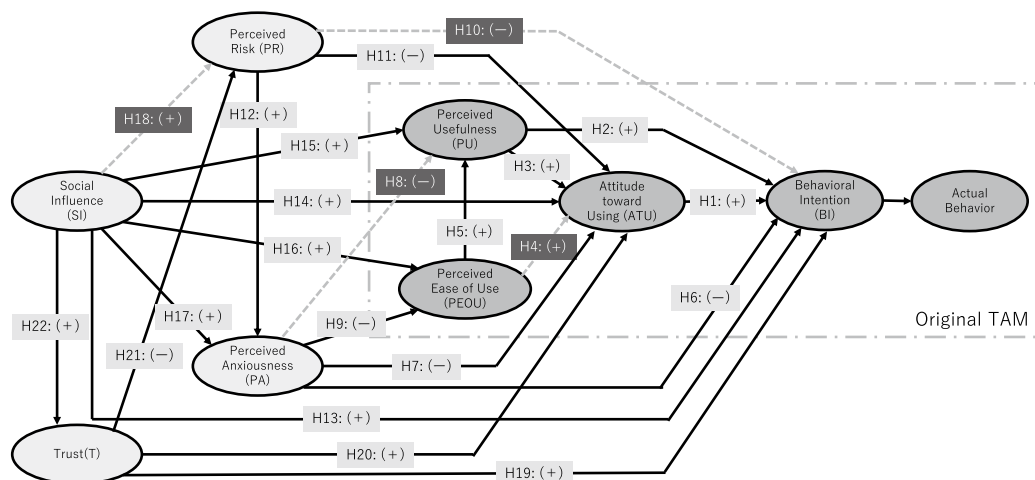 H10: (−)
Perceived
Risk (PR)
H11: (−)
H18: (+)
H12: (+)
Perceived
Usefulness
(PU)
H2: (+)
H15: (+)
H3: (+)
H8: (−)
Social
Influence
(SI)
H14: (+)
Attitude
toward
Using (ATU)
H1: (+)
Behavioral
Intention
(BI)
Actual
Behavior
H5: (+)
H16: (+)
H4: (+)
Perceived
Ease of Use
(PEOU)
H6: (−)
H22: (+)
H17: (+)
H9: (−)
Original TAM
H21: (−)
Perceived
Anxiousness
(PA)
H7: (−)
H13: (+)
Trust(T)
H20: (+)
H19: (+)